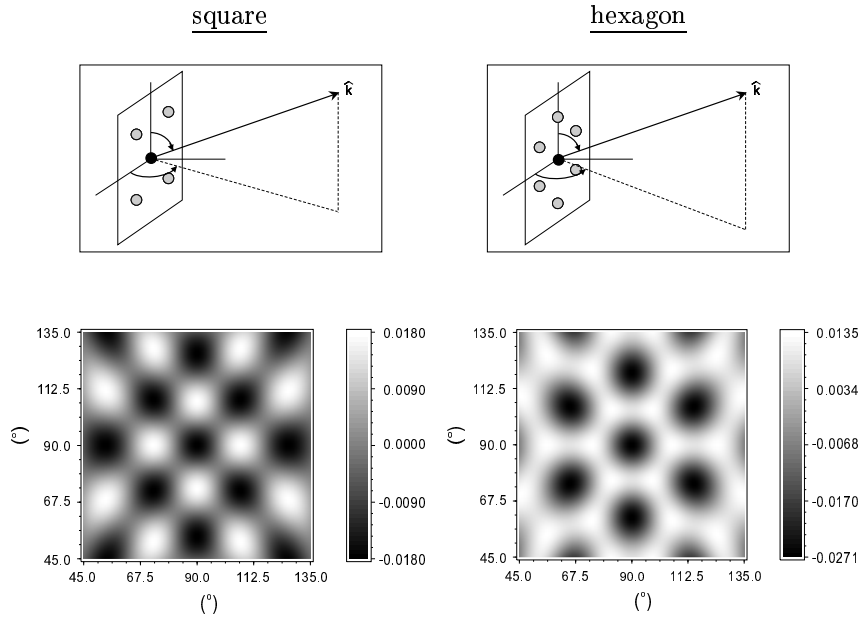 square hexagon
k̂ k̂
135.0 0.0180 135.0 0.0135
112.5 0.0090 112.5 0.0034
(°) 90.0 0.0000 (°) 90.0 -0.0068
67.5 -0.0090 67.5 -0.0170
45.0 -0.0180 45.0 -0.0271
45.0 67.5 90.0 112.5 135.0 45.0 67.5 90.0 112.5 135.0
(°) (°)